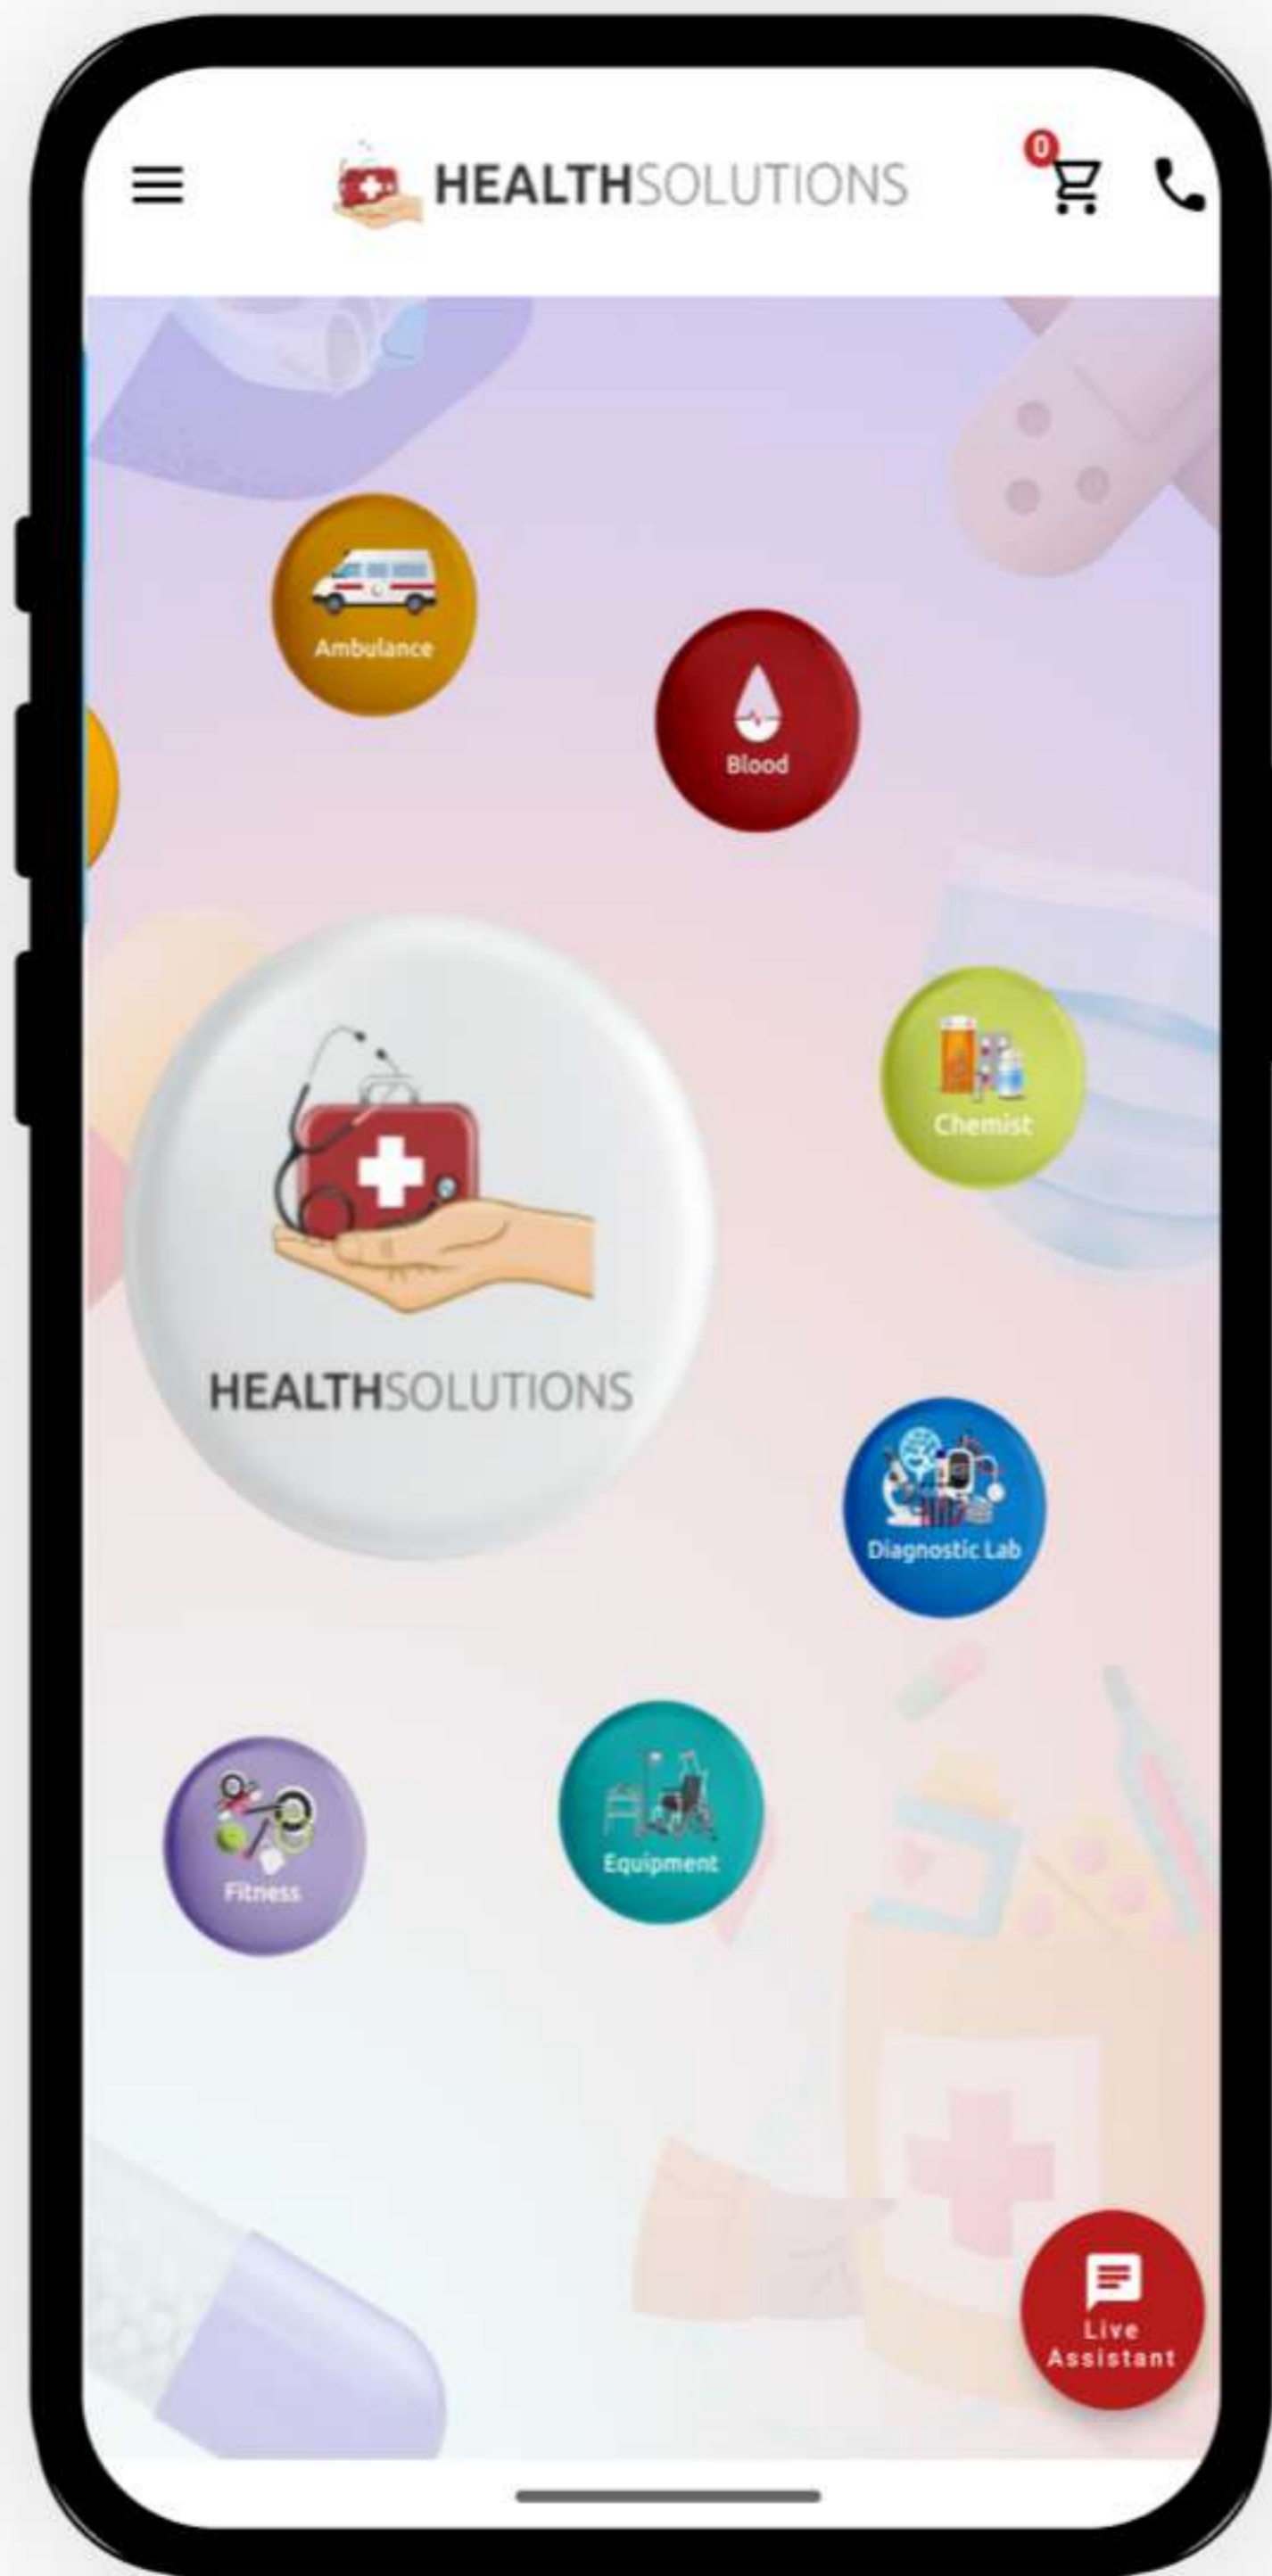 HEALTHSOLUTIONS
0
Ambulance
Blood
Chemist
HEALTHSOLUTIONS
Diagnostic Lab
Equipment
Fitness
Live
Assistant